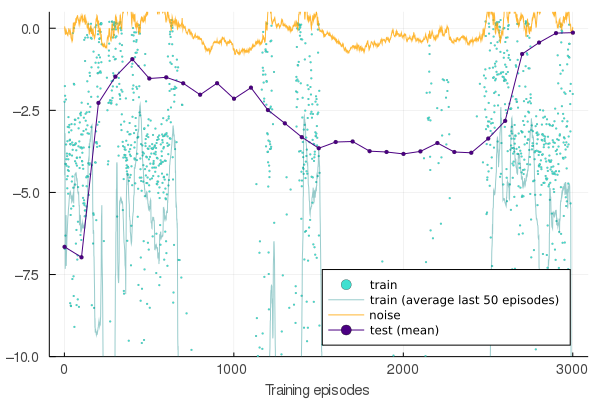 0.0
−2.5
−5.0
−7.5
−10.0
train
train (average last 50 episodes)
noise
test (mean)
0
1000
2000
3000
Training episodes